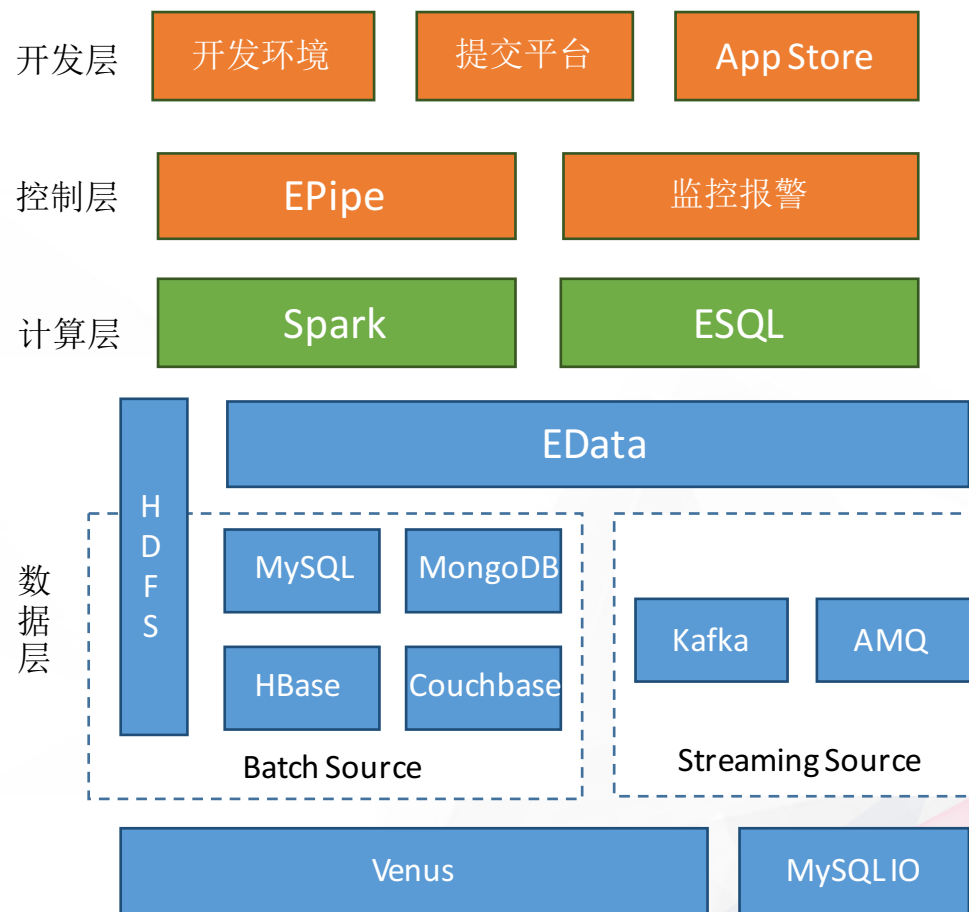 开发层
开发环境
提交平台
App Store
控制层
EPipe
监控报警
计算层
Spark
ESQL
数据层
HDFS
EData
MySQL
MongoDB
HBase
Couchbase
Batch Source
Kafka
AMQ
Streaming Source
Venus
MySQL IO